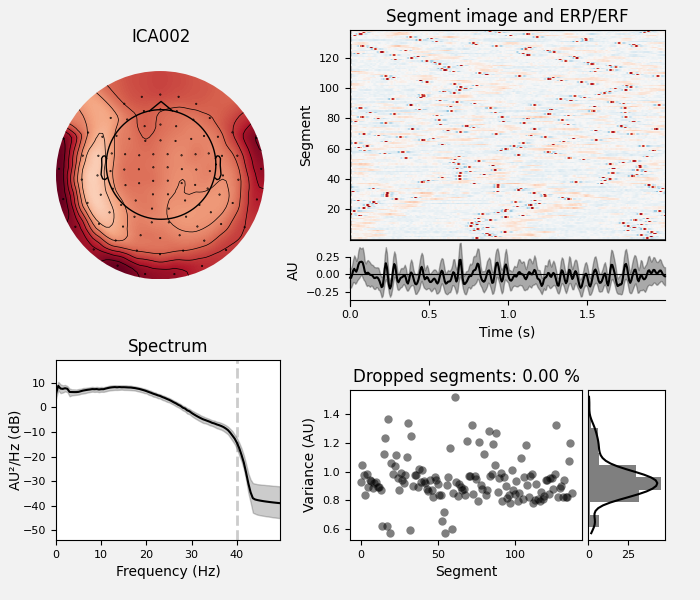 ICA002
Segment image and ERP/ERF
Segment
120
100
80
60
40
20
AU
0.25
0.00
−0.25
0.0 0.5 1.0 1.5
Time (s)
Spectrum
AU²/Hz (dB)
10
0
−10
−20
−30
−40
−50
0 10 20 30 40
Frequency (Hz)
Dropped segments: 0.00 %
Variance (AU)
1.4
1.2
1.0
0.8
0.6
0 50 100
Segment
0 25